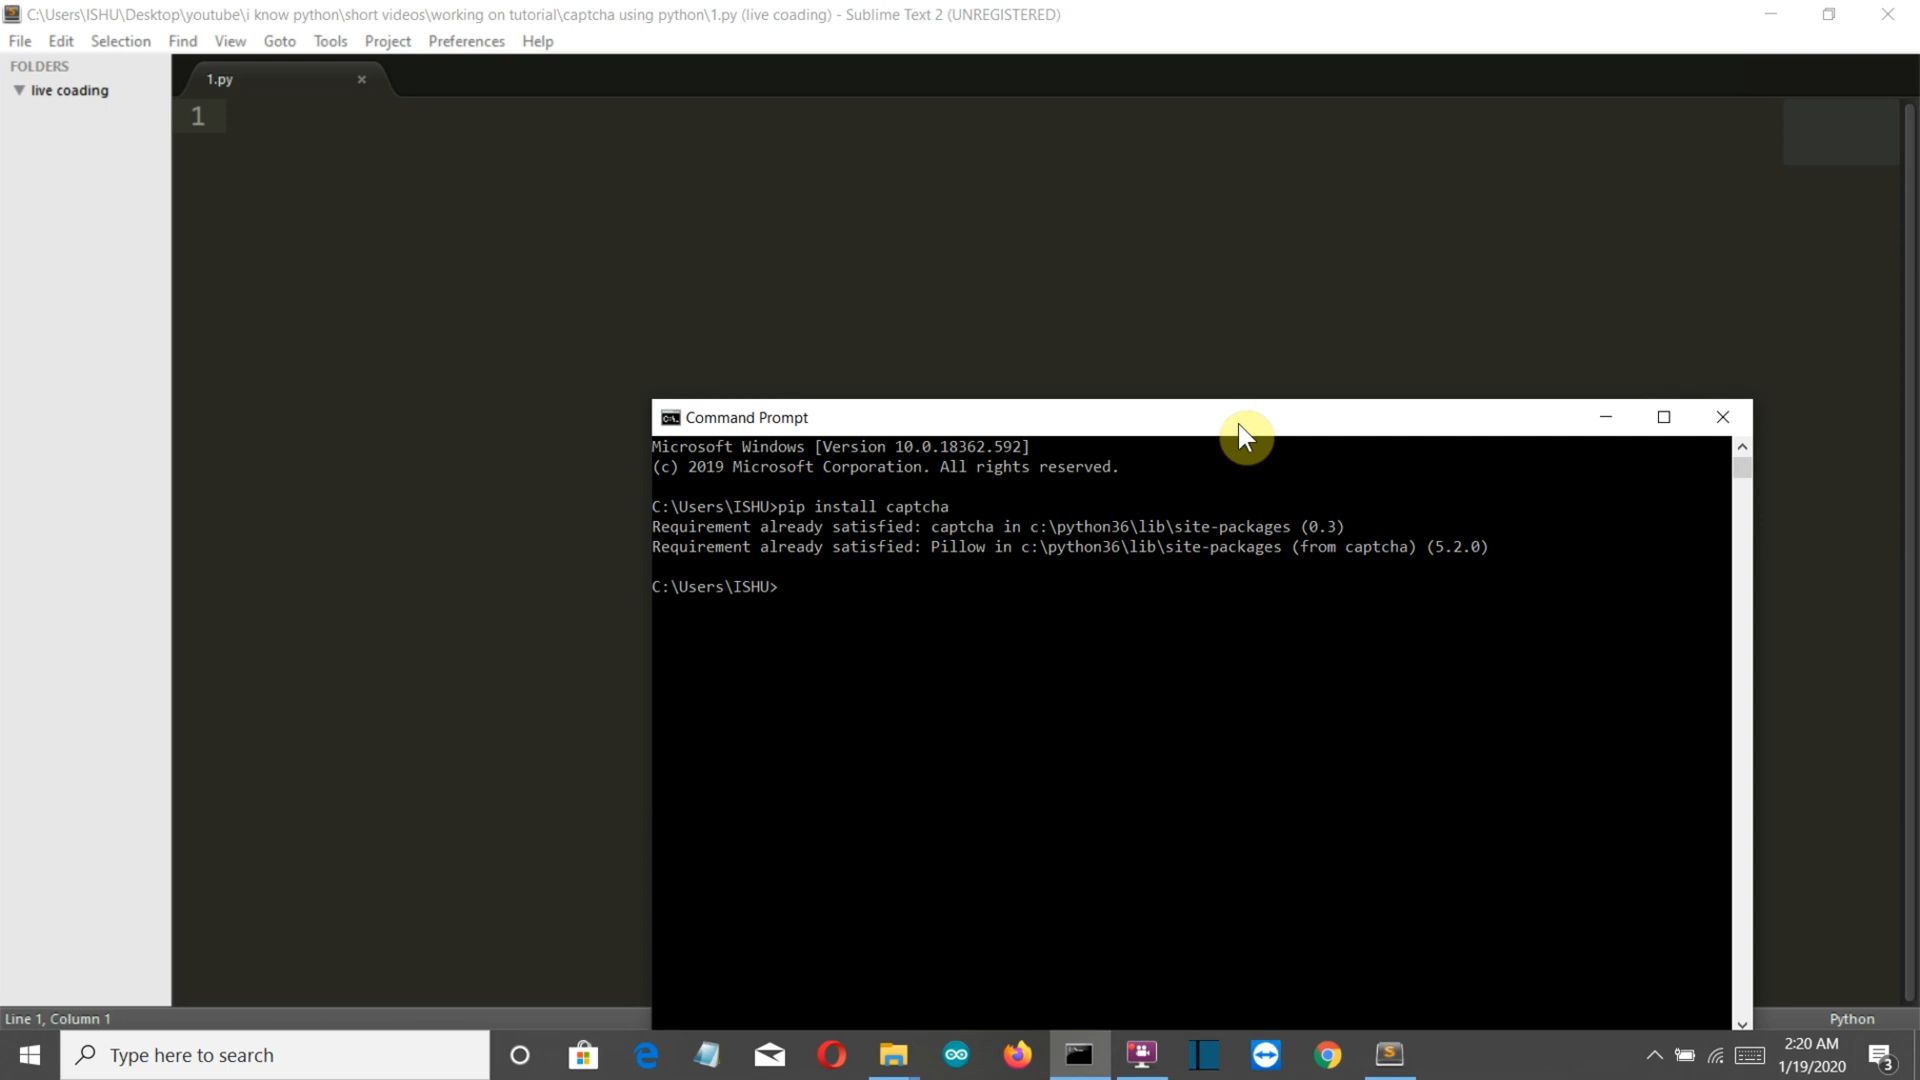 C:\Users\ISHU\Desktop\youtube\i know python\short videos\working on tutorial\captcha using python\1.py (live coading) - Sublime Text 2 (UNREGISTERED)
File Edit Selection Find View Goto Tools Project Preferences Help
FOLDERS
live coading
1.py
1
Command Prompt
Microsoft Windows [Version 10.0.18362.592]
(c) 2019 Microsoft Corporation. All rights reserved.
C:\Users\ISHU>pip install captcha
Requirement already satisfied: captcha in c:\python36\lib\site-packages (0.3)
Requirement already satisfied: Pillow in c:\python36\lib\site-packages (from captcha) (5.2.0)
C:\Users\ISHU>
Line 1, Column 1
Python
Type here to search
2:20 AM
1/19/2020
3